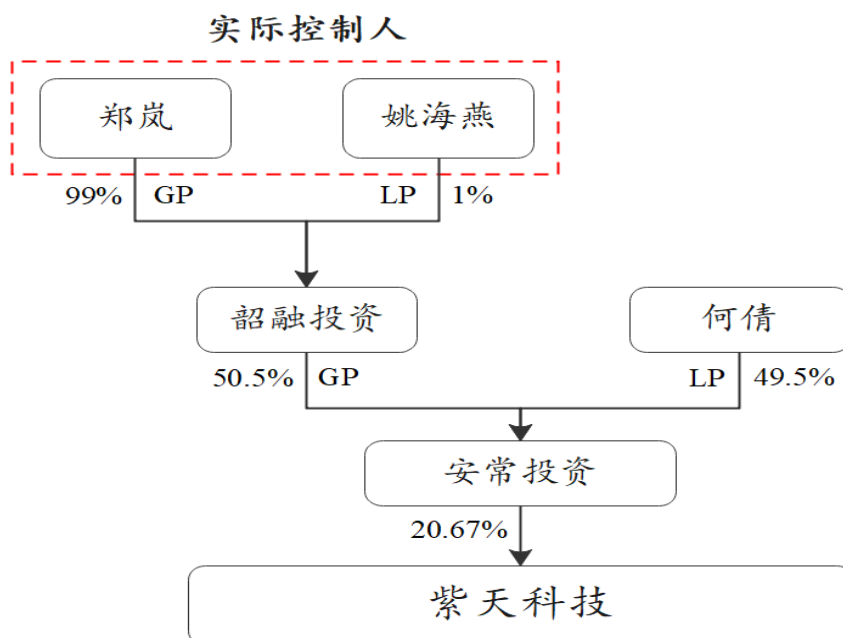 实际控制人
郑岚 姚海燕
99% GP LP 1%
韶融投资 何倩
50.5% GP LP 49.5%
安常投资
20.67%
紫天科技